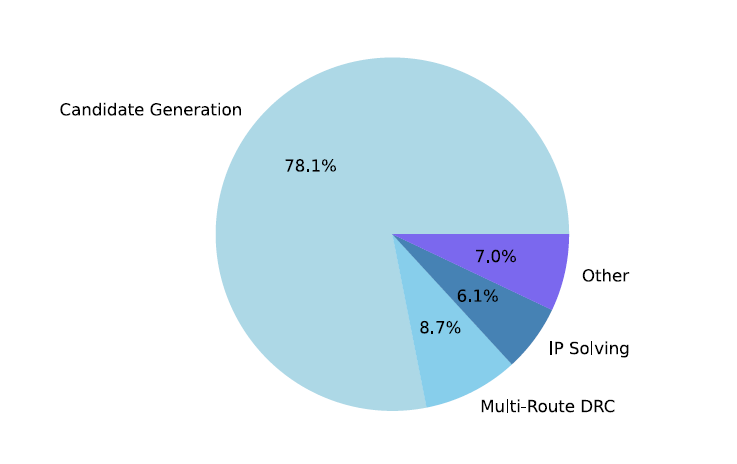 Candidate Generation
78.1%
7.0%
Other
6.1%
8.7%
IP Solving
Multi-Route DRC